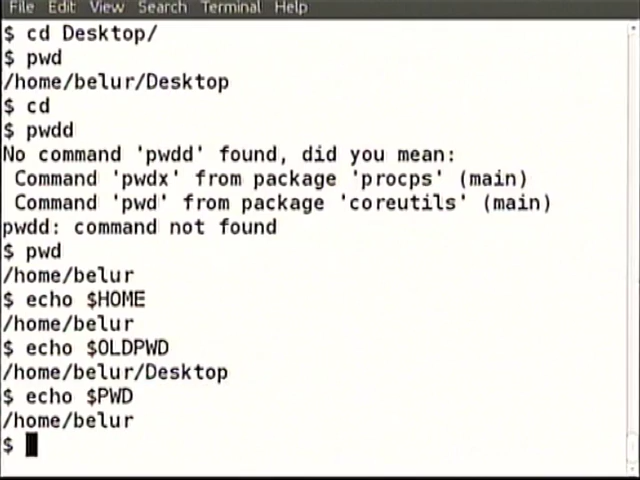 File Edit View Search Terminal Help
$ cd Desktop/
$ pwd
/home/belur/Desktop
$ cd
$ pwdd
No command 'pwdd' found, did you mean:
 Command 'pwdx' from package 'procps' (main)
 Command 'pwd' from package 'coreutils' (main)
pwdd: command not found
$ pwd
/home/belur
$ echo $HOME
/home/belur
$ echo $OLDPWD
/home/belur/Desktop
$ echo $PWD
/home/belur
$